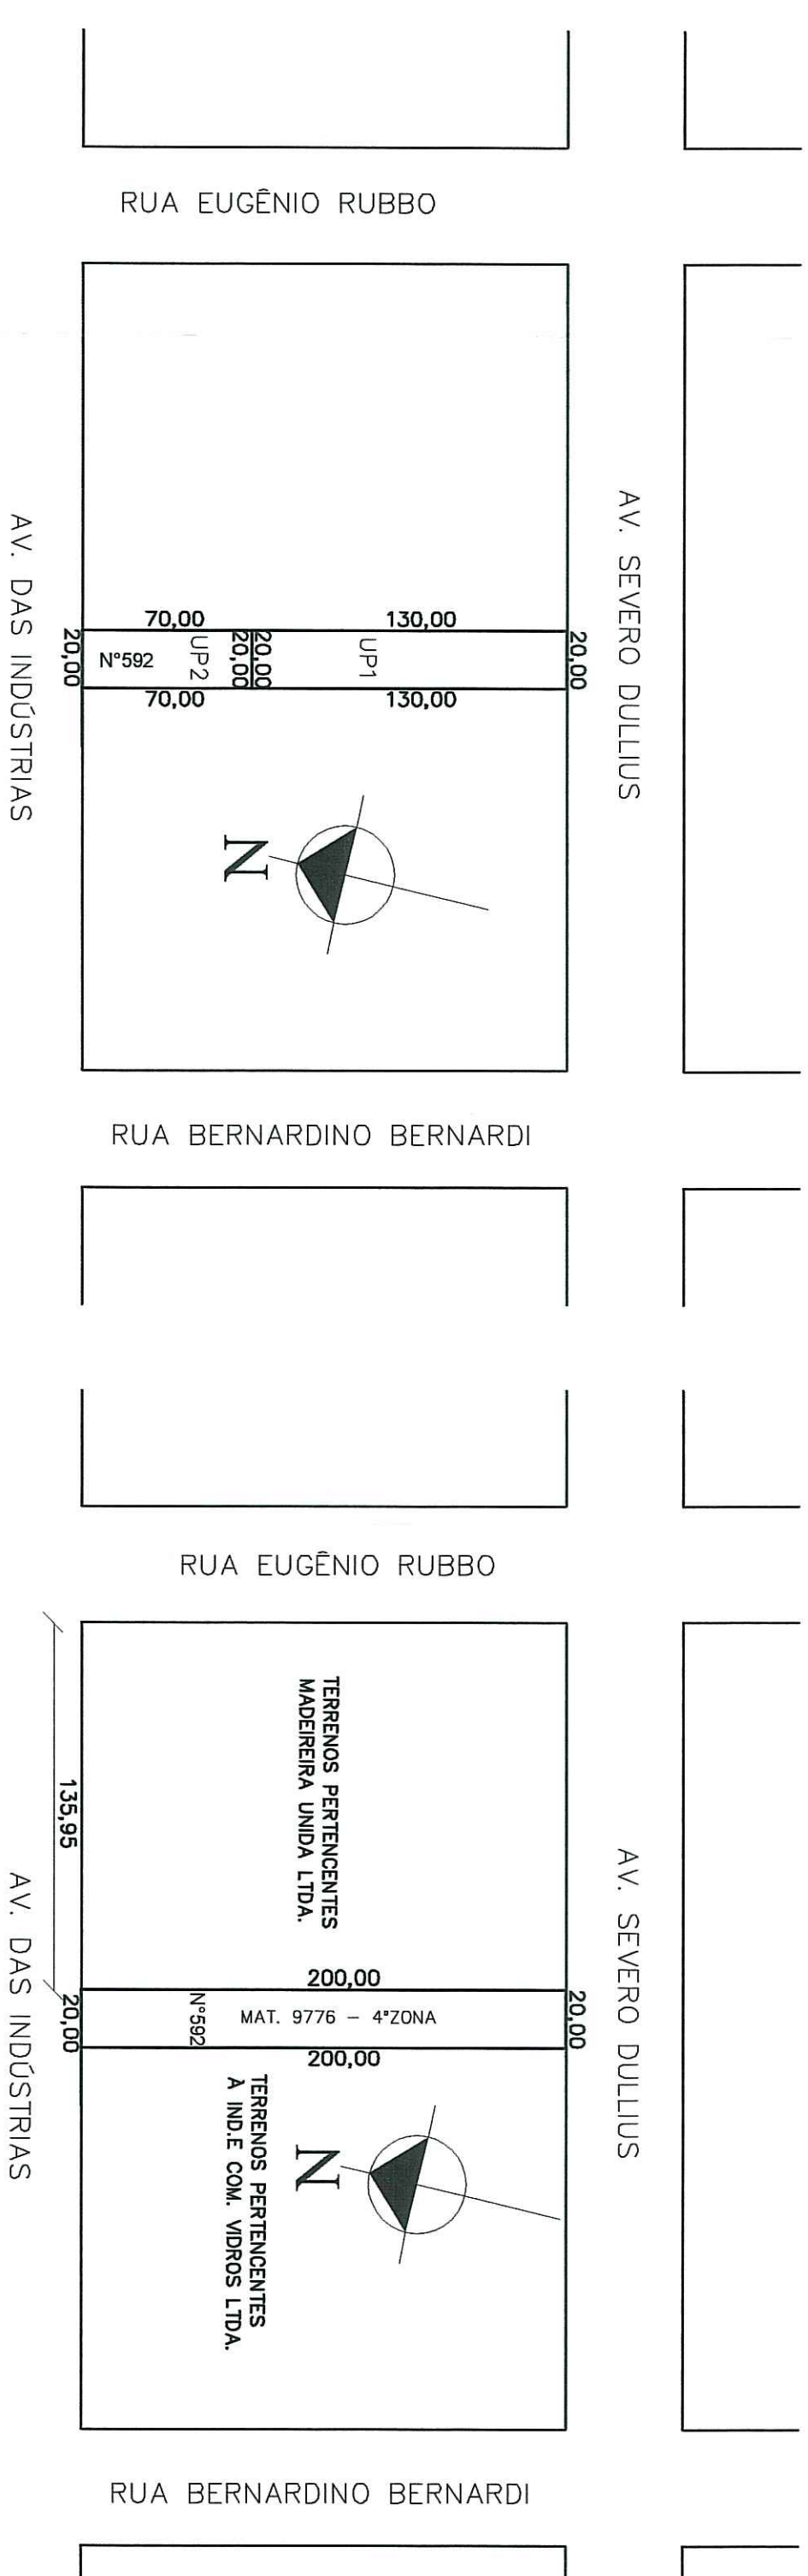 RUA EUGÊNIO RUBBO
AV. SEVERO DULLIUS
AV. DAS INDÚSTRIAS
70,00
130,00
20,00
N°592
UP2
20,00
20,00
UP1
20,00
70,00
130,00
N
RUA BERNARDINO BERNARDI
RUA EUGÊNIO RUBBO
TERRENOS PERTENCENTES
MADEIREIRA UNIDA LTDA.
135,95
AV. SEVERO DULLIUS
AV. DAS INDÚSTRIAS
200,00
20,00
N°592
MAT. 9776 – 4ªZONA
20,00
200,00
TERRENOS PERTENCENTES
À IND.E COM. VIDROS LTDA.
N
RUA BERNARDINO BERNARDI